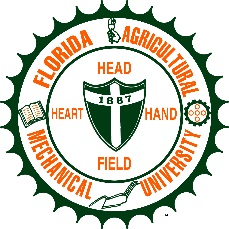 FLORIDA AGRICULTURAL
MECHANICAL UNIVERSITY
HEAD
HEART
1887
HAND
FIELD